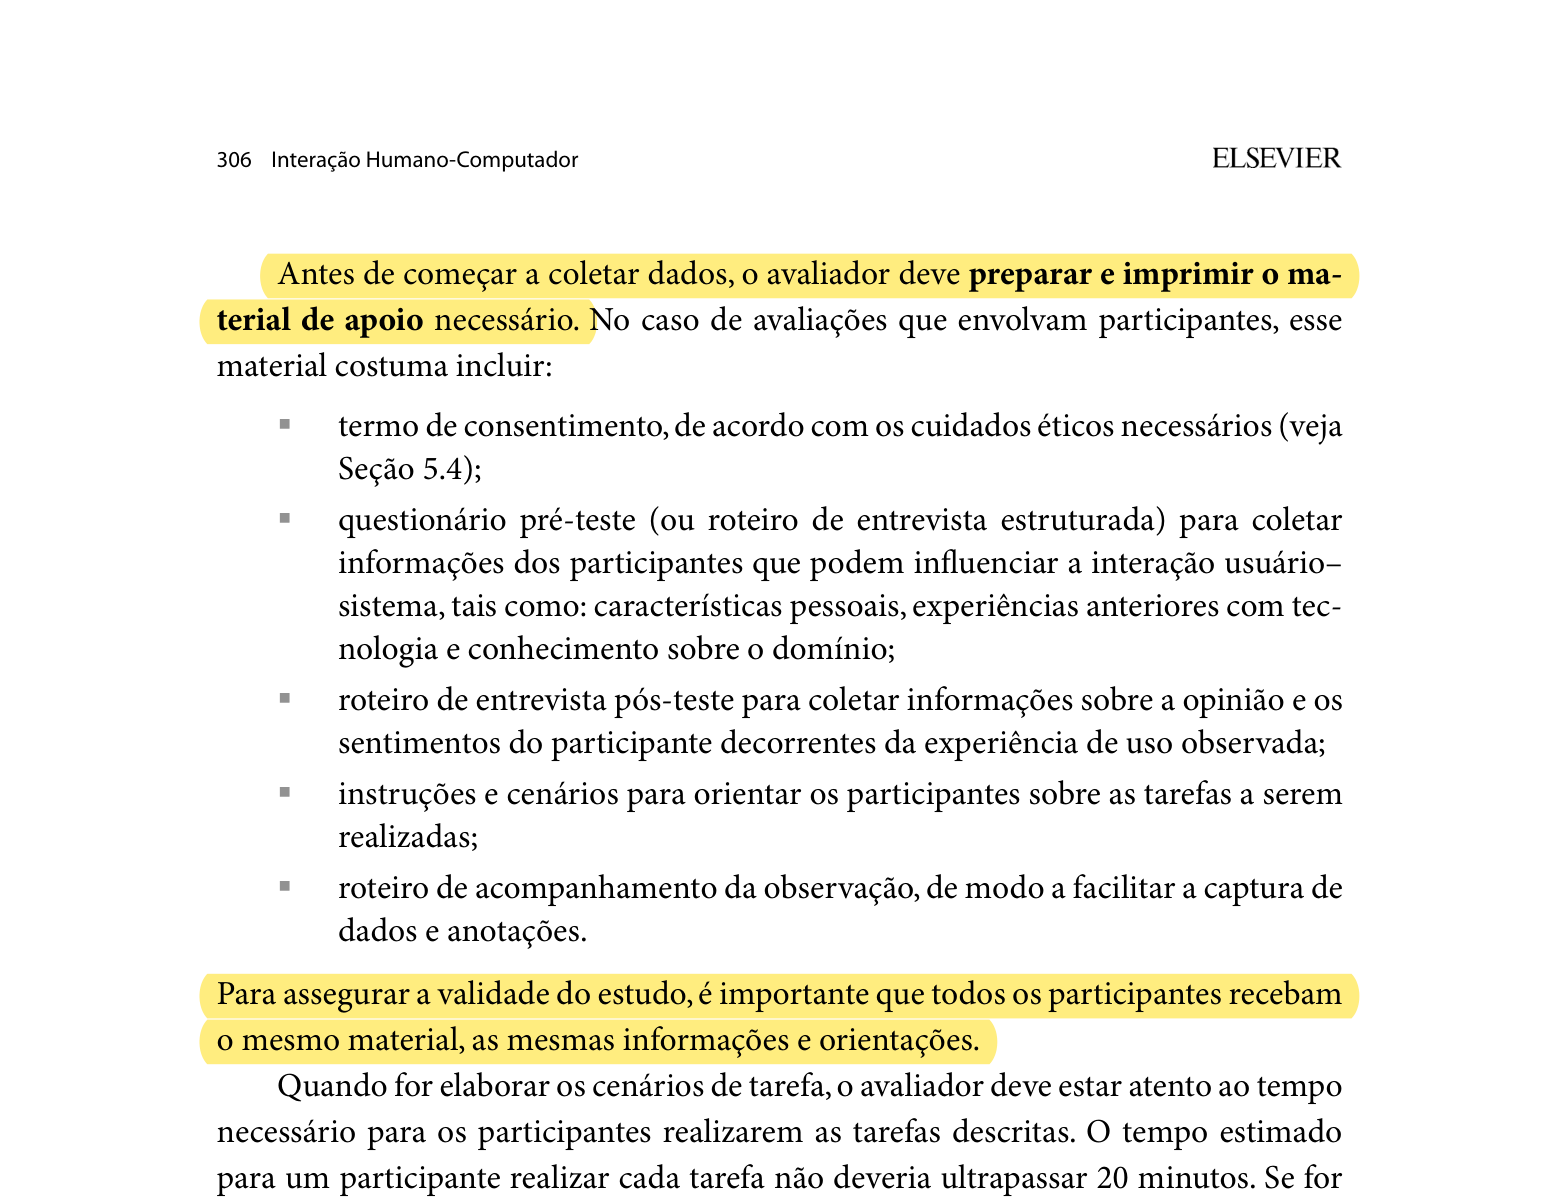 306 Interação Humano-Computador
ELSEVIER
Antes de começar a coletar dados, o avaliador deve preparar e imprimir o ma-
terial de apoio necessário. No caso de avaliações que envolvam participantes, esse
material costuma incluir:
▪ termo de consentimento, de acordo com os cuidados éticos necessários (veja
Seção 5.4);
▪ questionário pré-teste (ou roteiro de entrevista estruturada) para coletar
informações dos participantes que podem influenciar a interação usuário–
sistema, tais como: características pessoais, experiências anteriores com tec-
nologia e conhecimento sobre o domínio;
▪ roteiro de entrevista pós-teste para coletar informações sobre a opinião e os
sentimentos do participante decorrentes da experiência de uso observada;
▪ instruções e cenários para orientar os participantes sobre as tarefas a serem
realizadas;
▪ roteiro de acompanhamento da observação, de modo a facilitar a captura de
dados e anotações.
Para assegurar a validade do estudo, é importante que todos os participantes recebam
o mesmo material, as mesmas informações e orientações.
Quando for elaborar os cenários de tarefa, o avaliador deve estar atento ao tempo
necessário para os participantes realizarem as tarefas descritas. O tempo estimado
para um participante realizar cada tarefa não deveria ultrapassar 20 minutos. Se for